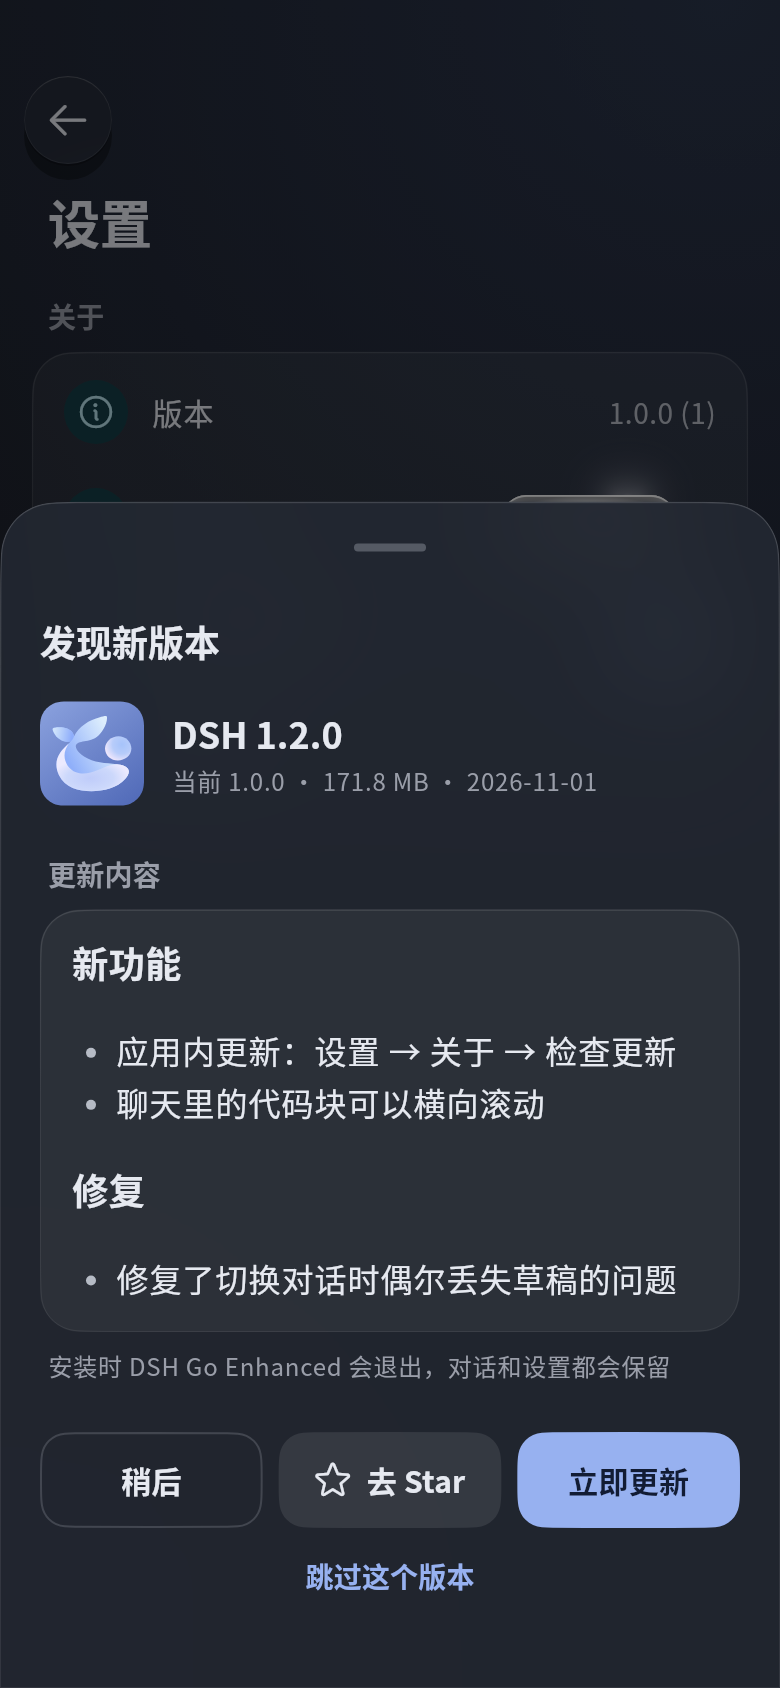 设置
关于
版本
1.0.0 (1)
发现新版本
DSH 1.2.0
当前 1.0.0 · 171.8 MB · 2026-11-01
更新内容
新功能
• 应用内更新：设置 → 关于 → 检查更新
• 聊天里的代码块可以横向滚动
修复
• 修复了切换对话时偶尔丢失草稿的问题
安装时 DSH Go Enhanced 会退出，对话和设置都会保留
稍后
去 Star
立即更新
跳过这个版本